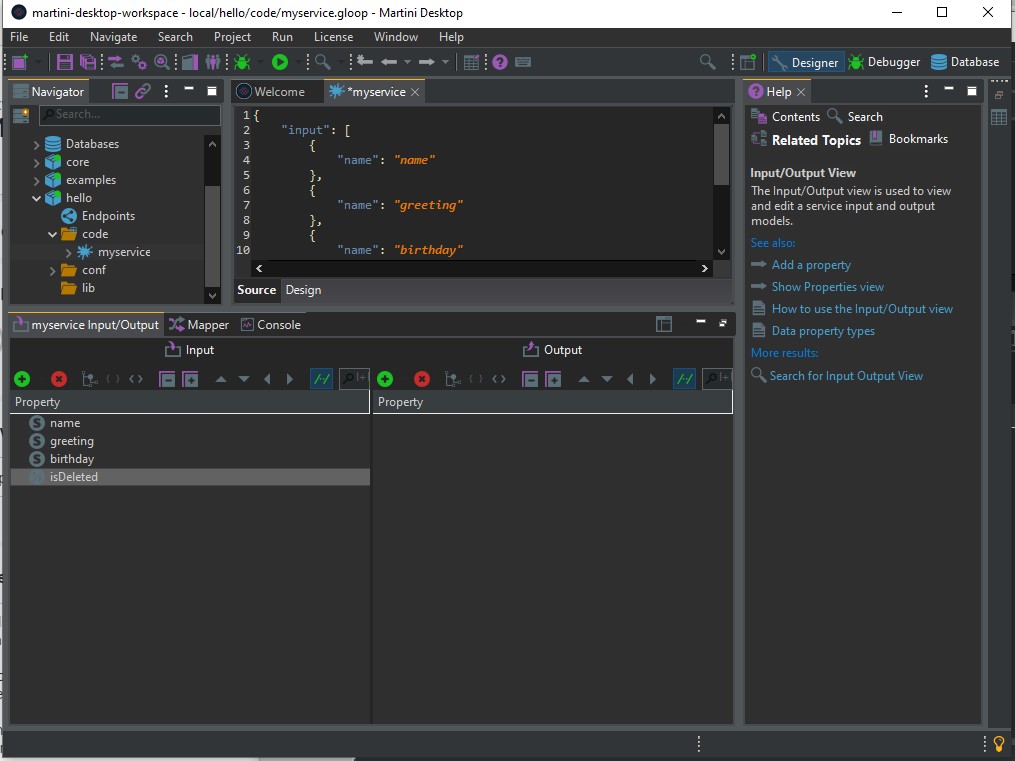 martini-desktop-workspace - local/hello/code/myservice.gloop - Martini Desktop
File Edit Navigate Search Project Run License Window Help
Designer Debugger Database
Navigator
Search...
Databases
core
examples
hello
Endpoints
code
myservice
conf
lib
Welcome *myservice
1 {
2 "input": [
3 {
4 "name": "name"
5 },
6 {
7 "name": "greeting"
8 },
9 {
10 "name": "birthday"
Source Design
Help
Contents Search
Related Topics Bookmarks
Input/Output View
The Input/Output view is used to view
and edit a service input and output
models.
See also:
Add a property
Show Properties view
How to use the Input/Output view
Data property types
More results:
Search for Input Output View
myservice Input/Output Mapper Console
Input Output
Property Property
S name
S greeting
S birthday
isDeleted